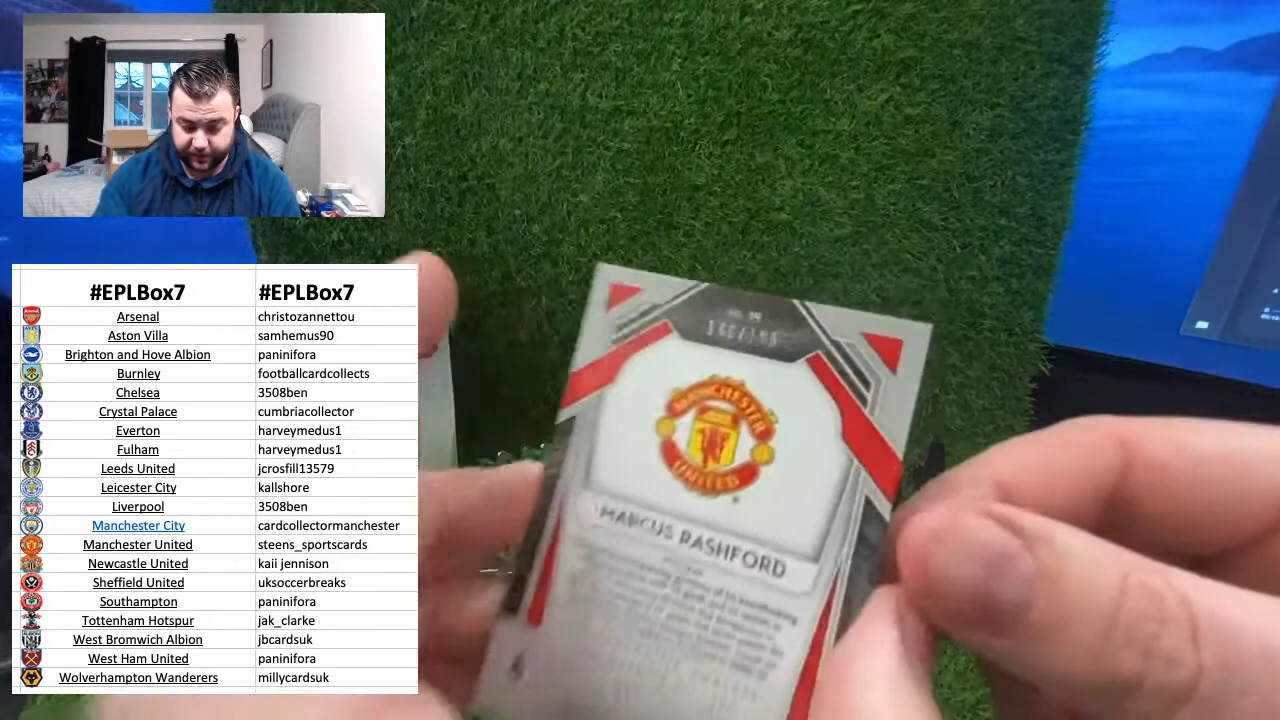 #EPLBox7 #EPLBox7
Arsenal christozannettou
Aston Villa samhemus90
Brighton and Hove Albion paninifora
Burnley footballcardcollects
Chelsea 3508ben
Crystal Palace cumbriacollector
Everton harveymedus1
Fulham harveymedus1
Leeds United jcrosfill13579
Leicester City kallshore
Liverpool 3508ben
Manchester City cardcollectormanchester
Manchester United steens_sportscards
Newcastle United kaii jennison
Sheffield United uksoccerbreaks
Southampton paninifora
Tottenham Hotspur jak_clarke
West Bromwich Albion jbcardsuk
West Ham United paninifora
Wolverhampton Wanderers millycardsuk
MANCHESTER
UNITED
MARCUS RASHFORD